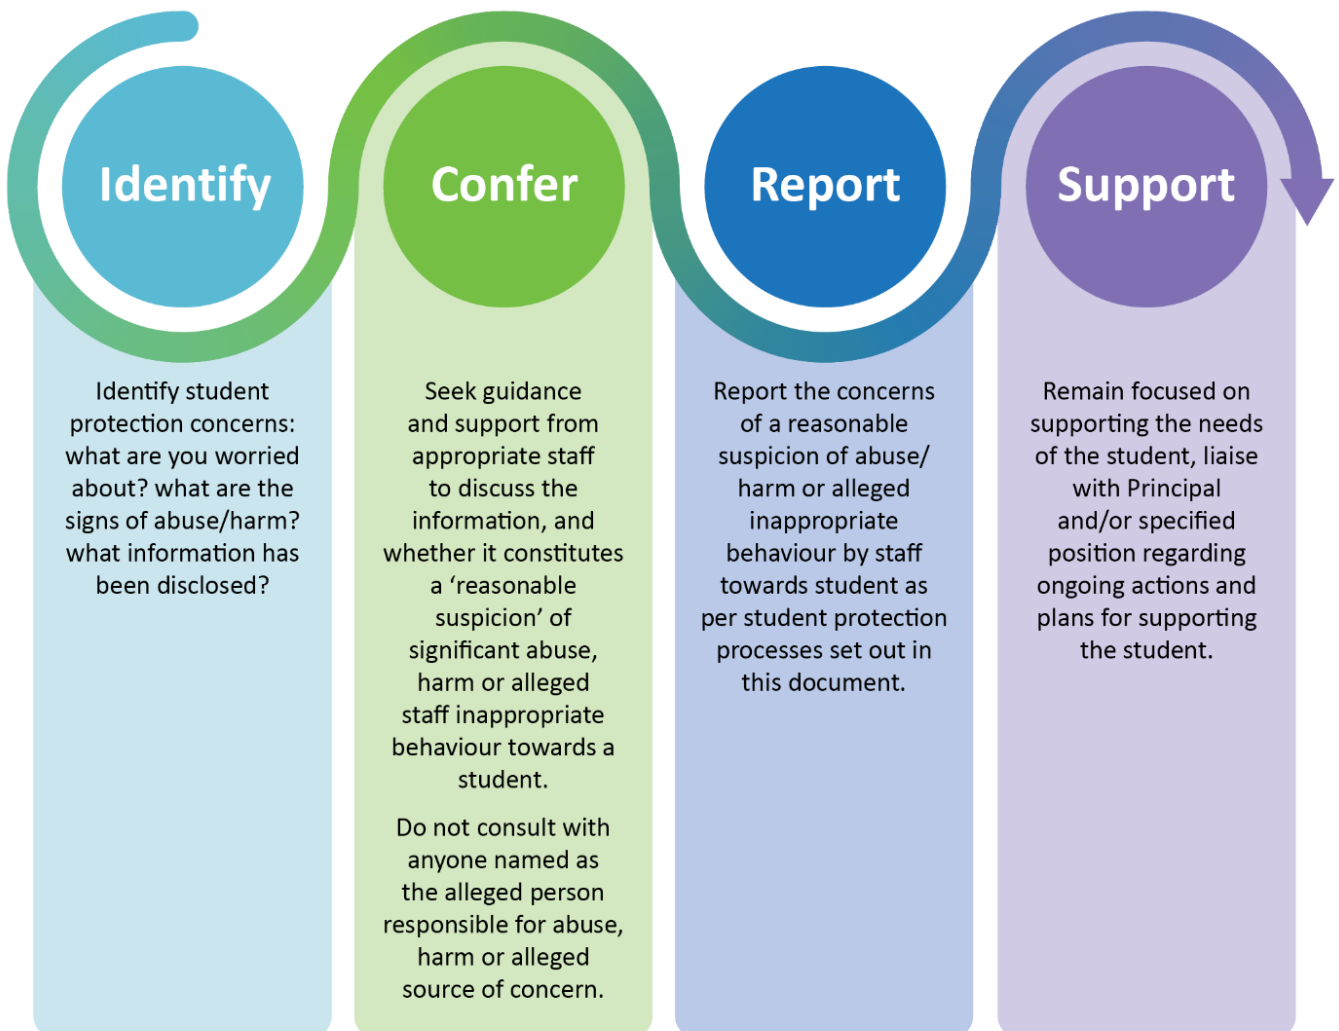 Identify
Identify student
protection concerns:
what are you worried
about? what are the
signs of abuse/harm?
what information has
been disclosed?
Confer
Seek guidance
and support from
appropriate staff
to discuss the
information, and
whether it constitutes
a ‘reasonable
suspicion’ of
significant abuse,
harm or alleged
staff inappropriate
behaviour towards a
student.
Do not consult with
anyone named as
the alleged person
responsible for abuse,
harm or alleged
source of concern.
Report
Report the concerns
of a reasonable
suspicion of abuse/
harm or alleged
inappropriate
behaviour by staff
towards student as
per student protection
processes set out in
this document.
Support
Remain focused on
supporting the needs
of the student, liaise
with Principal
and/or specified
position regarding
ongoing actions and
plans for supporting
the student.